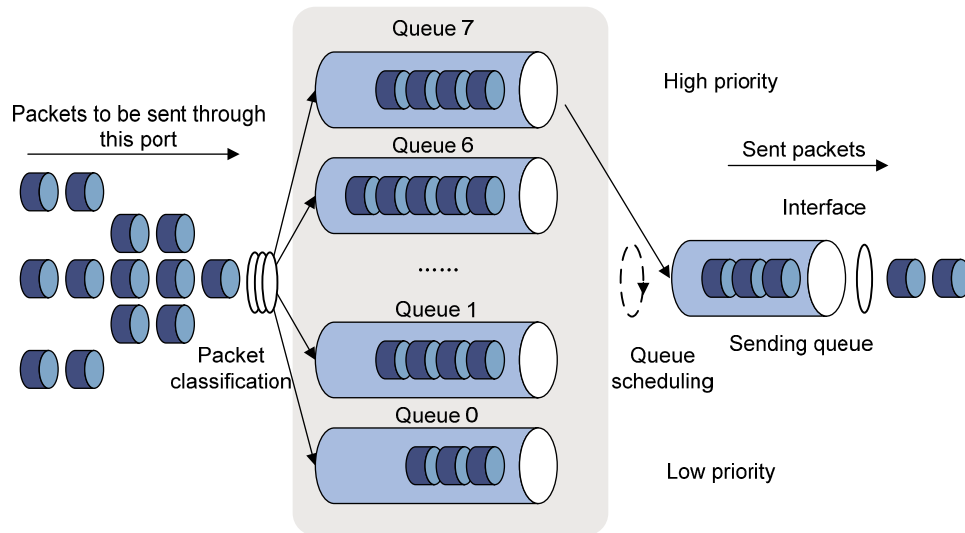 Queue 7
High priority
Packets to be sent through
this port
Queue 6
Sent packets
Interface
......
Queue 1
Sending queue
Packet
classification
Queue
scheduling
Queue 0
Low priority